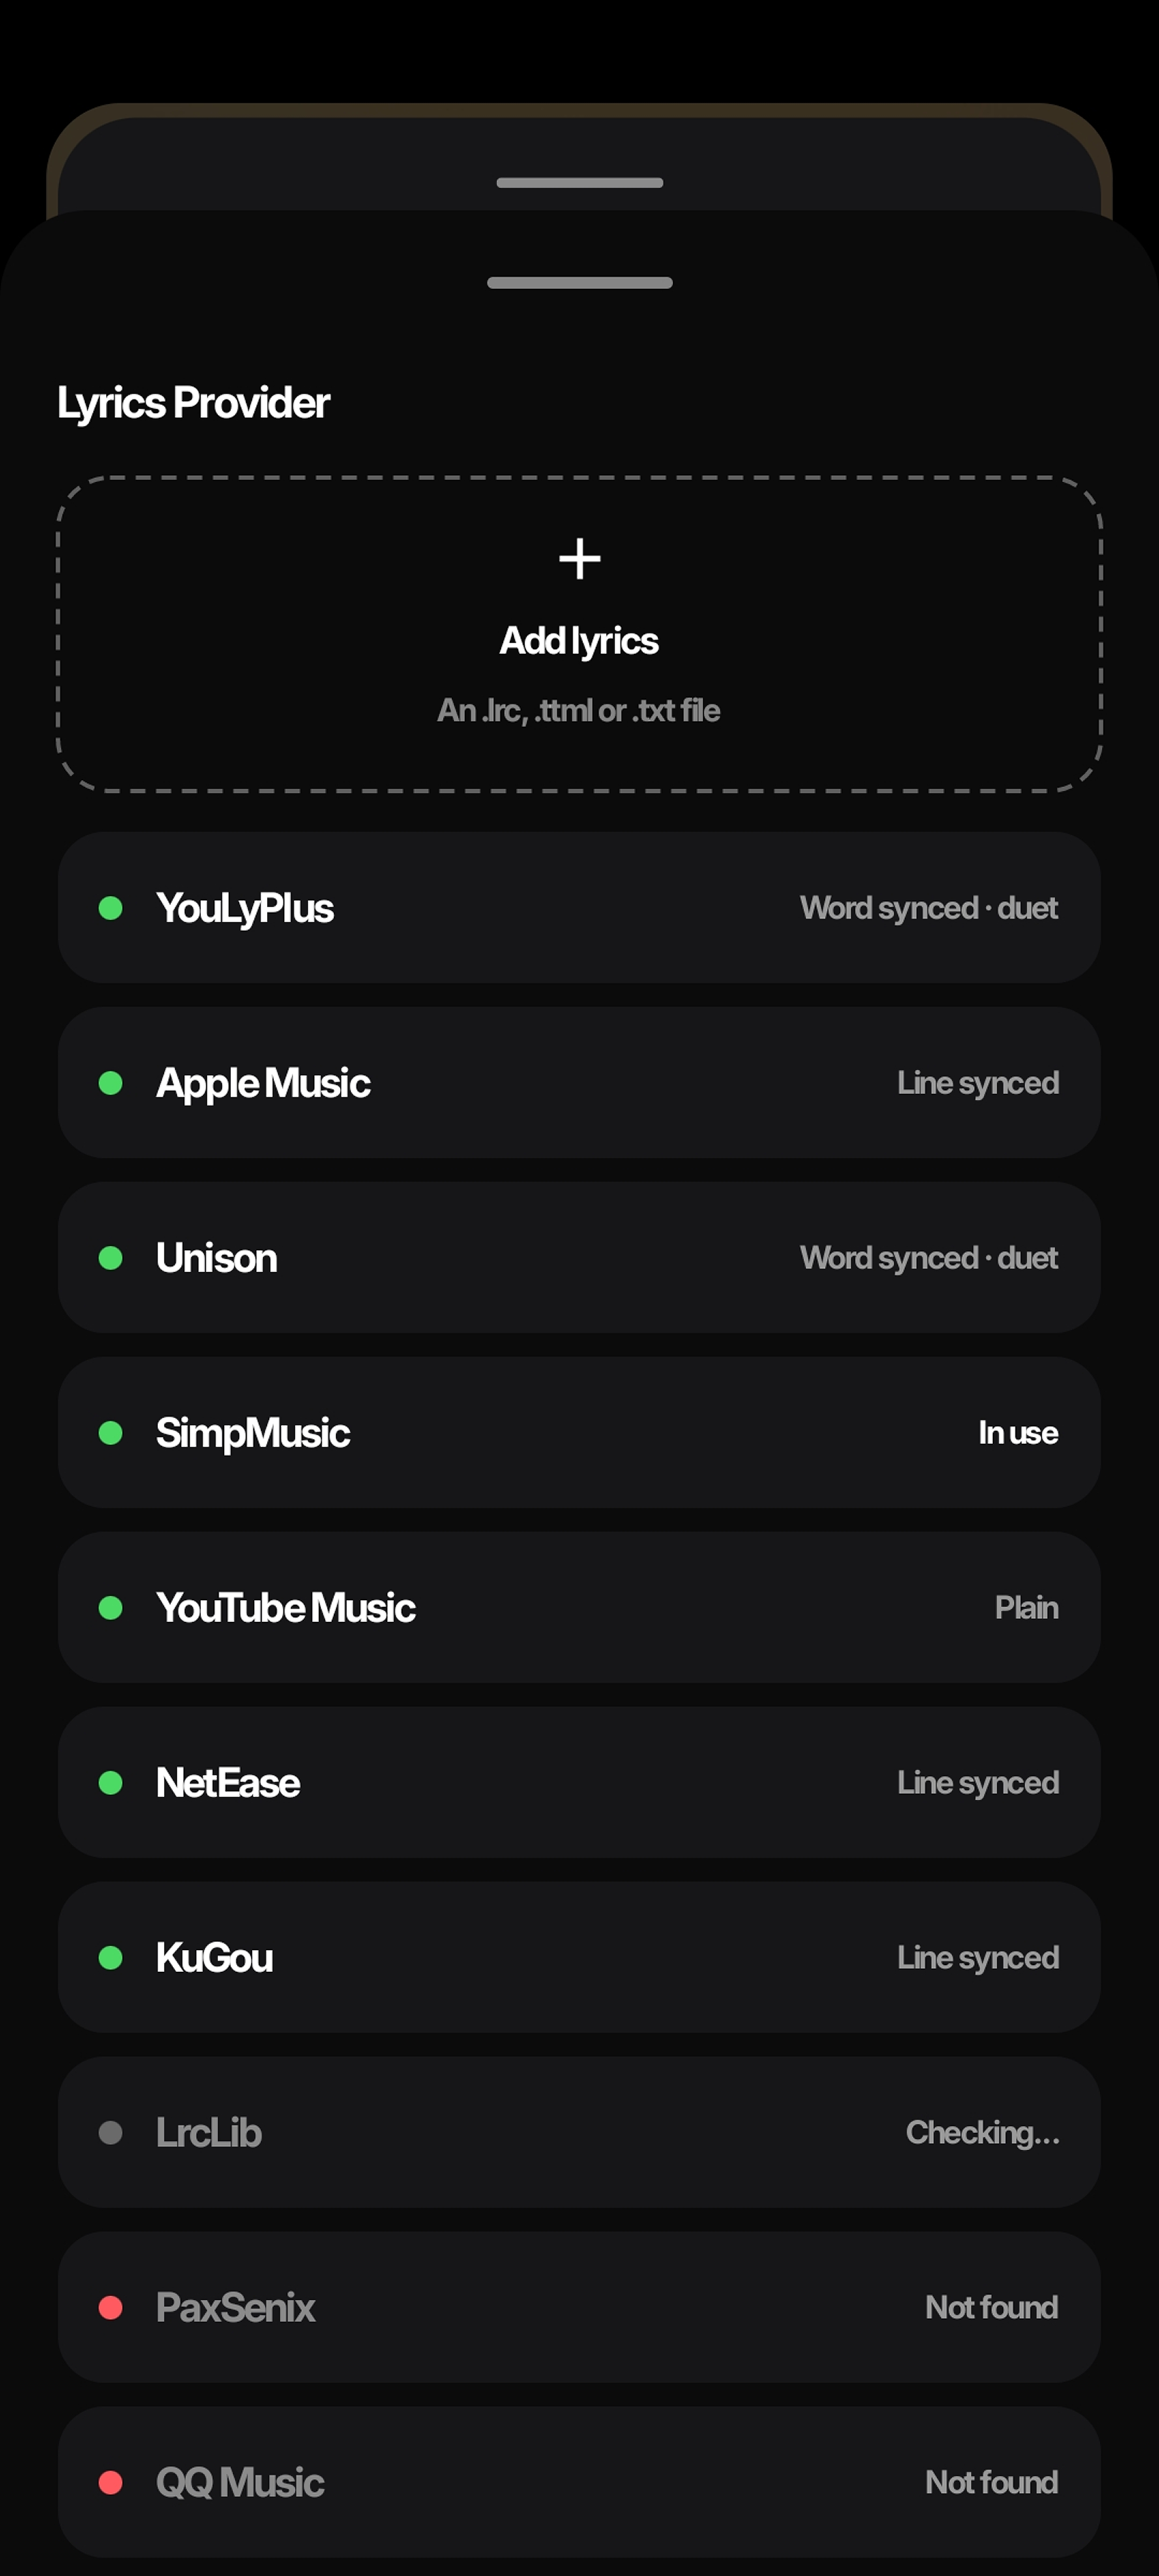 Lyrics Provider
Add lyrics
An .lrc, .ttml or .txt file
YouLyPlus Word synced · duet
Apple Music Line synced
Unison Word synced · duet
SimpMusic In use
YouTube Music Plain
NetEase Line synced
KuGou Line synced
LrcLib Checking...
PaxSenix Not found
QQ Music Not found